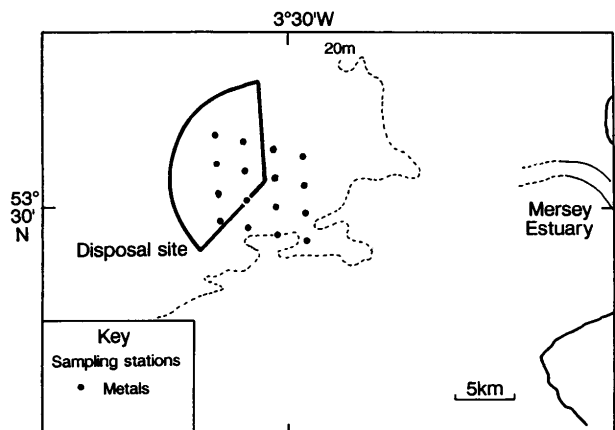 3°30'W
20m
53°
30'
N
Mersey
Estuary
Disposal site
Key
Sampling stations
Metals
5km